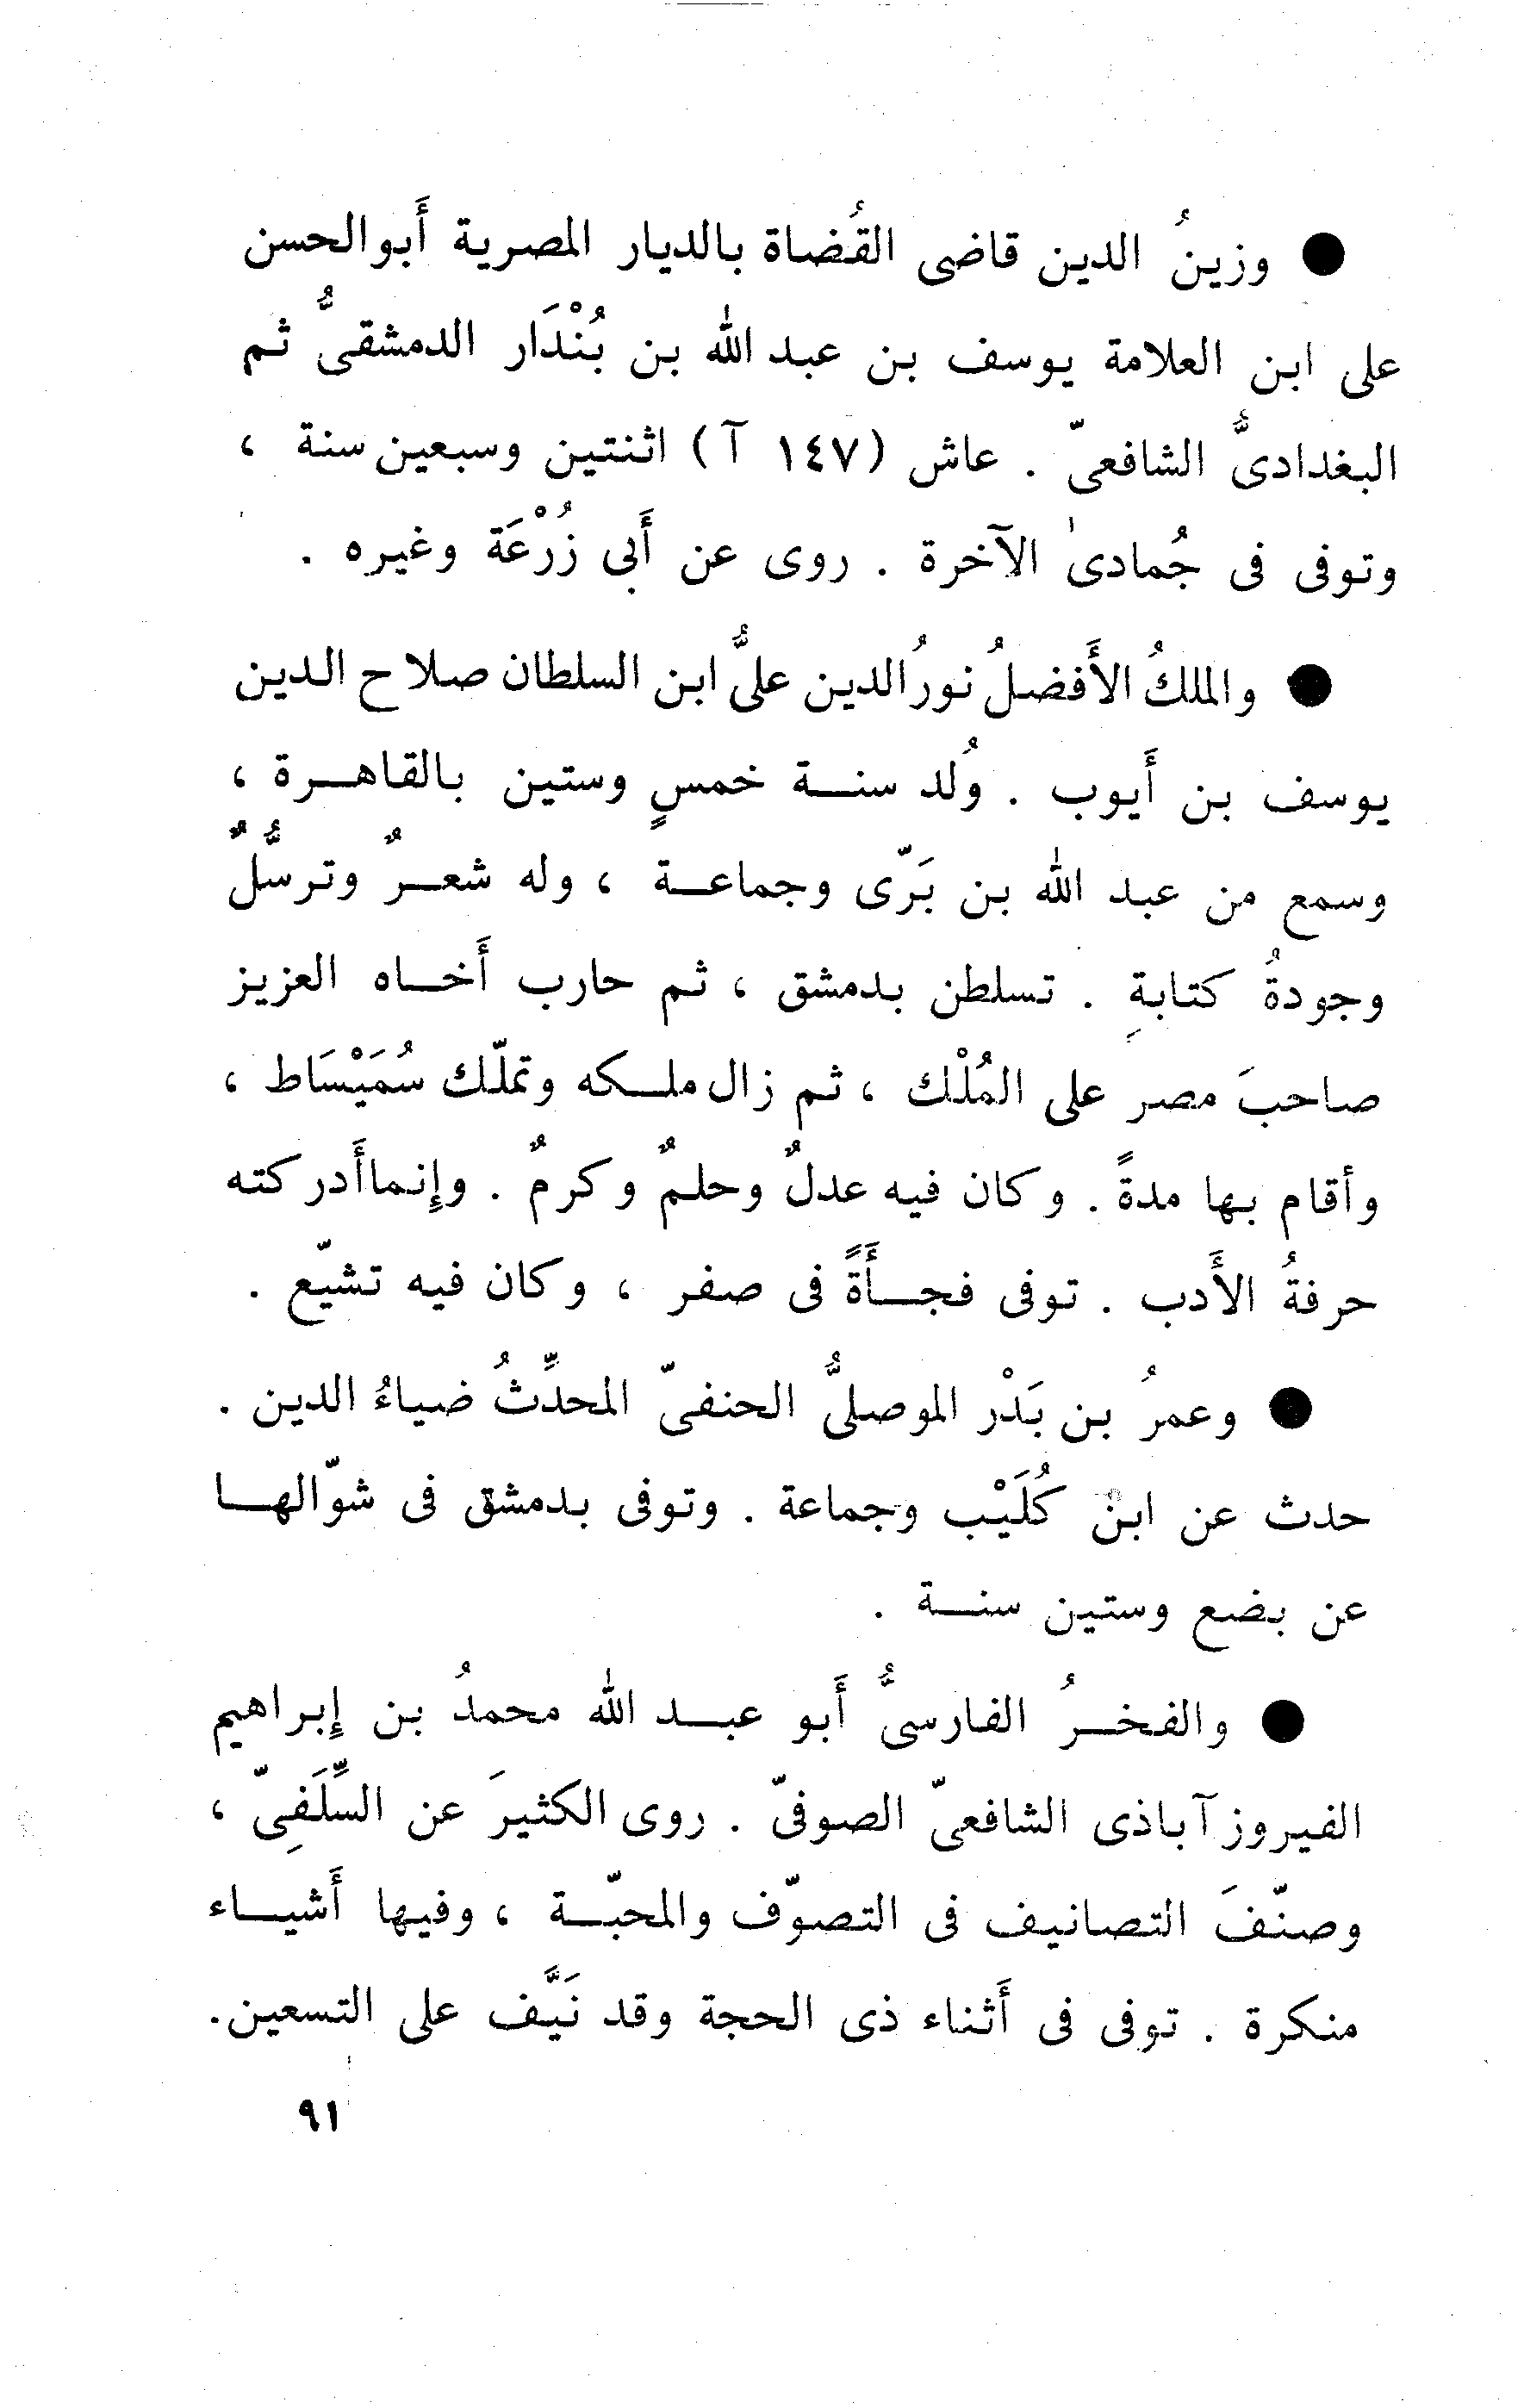 ● وزينُ الدين قاضى القُضاة بالديار المصرية أَبو الحسن
على ابن العلامة يوسف بن عبد الله بن بُنْدَار الدمشقىُّ ثم
البغدادىُّ الشافعىّ . عاش (١٤٧ آ) اثنتين وسبعين سنة ،
وتوفى فى جُمادىٰ الآخرة . روى عن أَبى زُرْعَة وغيره .
● والملكُ الأَفضلُ نورُ الدين علىُّ ابن السلطان صلاح الدين
يوسف بن أَيوب . وُلد سنة خمسٍ وستين بالقاهرة ،
وسمع من عبد الله بن بَرّى وجماعة ، وله شعرٌ وترسُّلٌ
وجودةُ كتابةِ . تسلطن بدمشق ، ثم حارب أَخاه العزيز
صاحبَ مصر على المُلْك ، ثم زال ملكه وتملّك سُمَيْسَاط ،
وأقام بها مدةً . وكان فيه عدلٌ وحلمٌ وكرمٌ . وإِنما أَدركته
حرفةُ الأَدب . توفى فجأَةً فى صفر ، وكان فيه تشيّع .
● وعمرُ بن بَدْر الموصلىُّ الحنفىّ المحدِّثُ ضياءُ الدين .
حدث عن ابن كُلَيْب وجماعة . وتوفى بدمشق فى شوّالها
عن بضع وستين سنة .
● والفخرُ الفارسىُّ أَبو عبد الله محمدُ بن إِبراهيم
الفيروزآباذى الشافعىّ الصوفىّ . روى الكثيرَ عن السِّلَفِىّ ،
وصنّفَ التصانيف فى التصوّف والمحبّة ، وفيها أَشياء
منكرة . توفى فى أَثناء ذى الحجة وقد نَيَّف على التسعين.
٩١